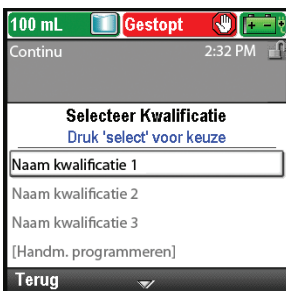 100 mL Gestopt
Continu 2:32 PM
Selecteer Kwalificatie
Druk 'select' voor keuze
Naam kwalificatie 1
Naam kwalificatie 2
Naam kwalificatie 3
[Handm. programmeren]
Terug